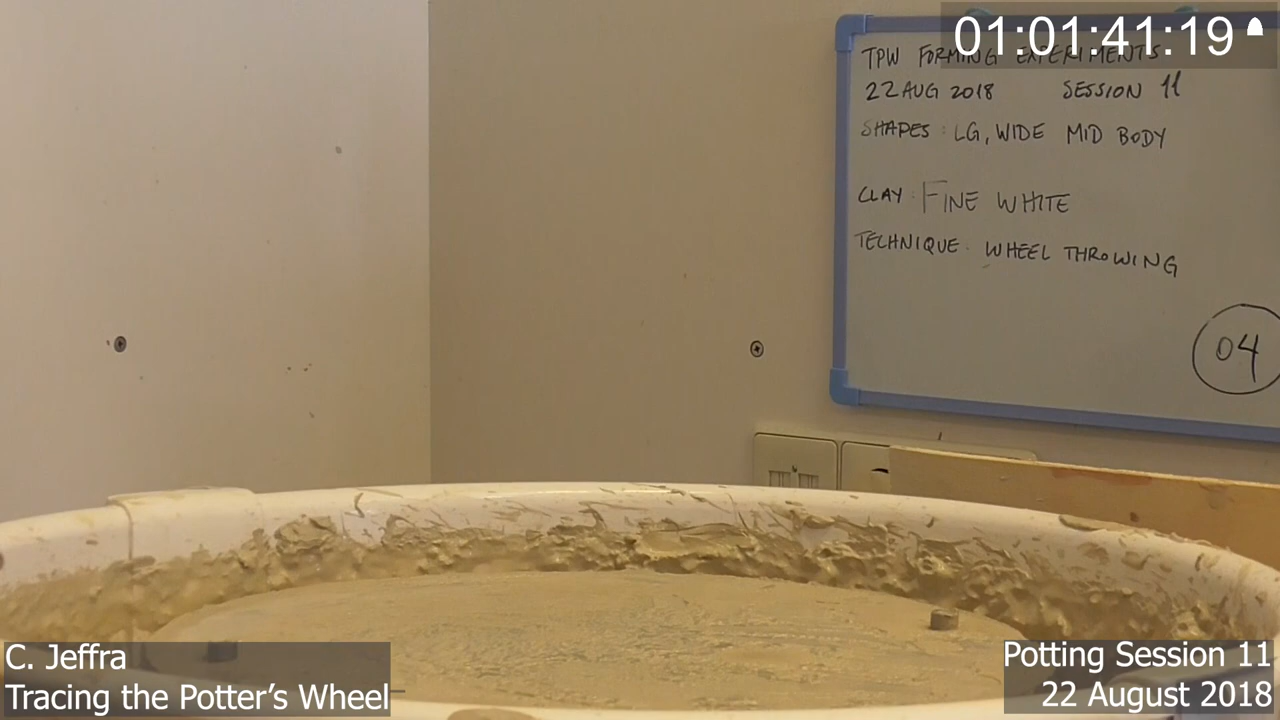 01:01:41:19
TPW FORMING EXPERIMENTS
22 AUG 2018 SESSION 11
SHAPES: LG, WIDE MID BODY
CLAY: FINE WHITE
TECHNIQUE: WHEEL THROWING
04
C. Jeffra
Tracing the Potter's Wheel
Potting Session 11
22 August 2018